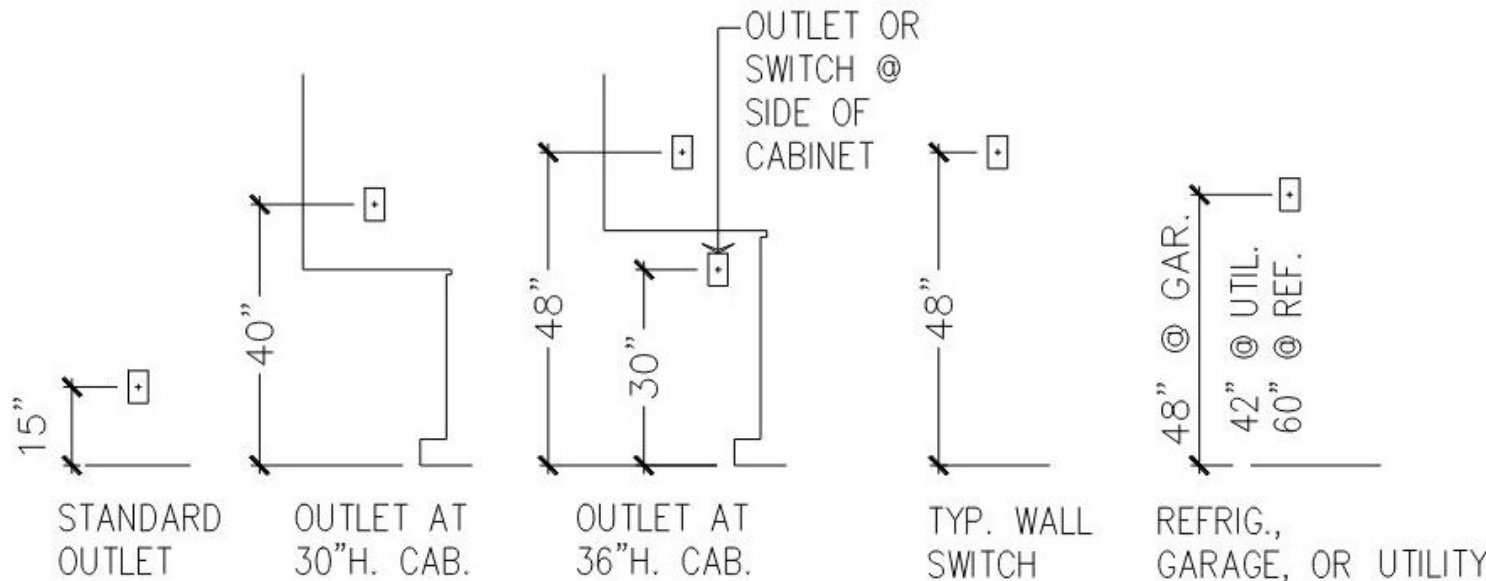 OUTLET OR
SWITCH @
SIDE OF
CABINET
15"
40"
48"
30"
48"
48" @ GAR.
42" @ UTIL.
60" @ REF.
STANDARD
OUTLET
OUTLET AT
30"H. CAB.
OUTLET AT
36"H. CAB.
TYP. WALL
SWITCH
REFRIG.,
GARAGE, OR UTILITY